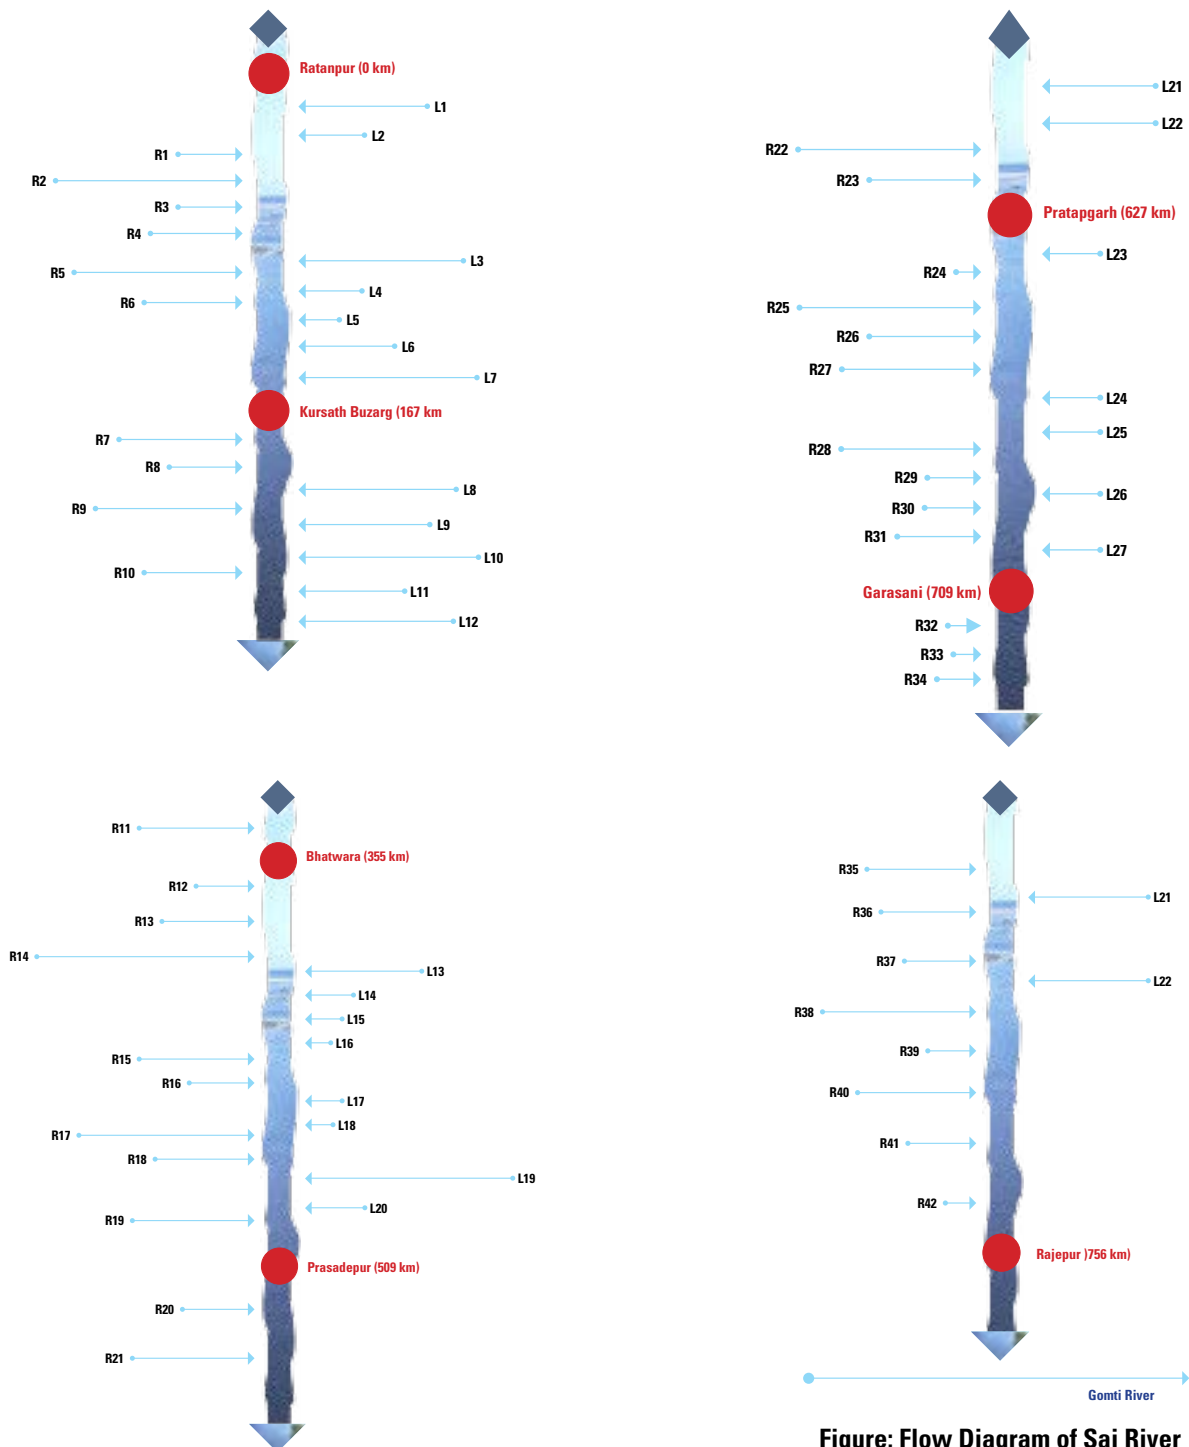 Ratanpur (0 km)
L1
L2
R1
R2
R3
R4
L3
R5
L4
R6
L5
L6
L7
Kursath Buzarg (167 km
R7
R8
L8
R9
L9
L10
R10
L11
L12
L21
L22
R22
R23
Pratapgarh (627 km)
L23
R24
R25
R26
R27
L24
L25
R28
R29
L26
R30
R31
L27
Garasani (709 km)
R32
R33
R34
R11
Bhatwara (355 km)
R12
R13
R14
L13
L14
L15
L16
R15
R16
L17
L18
R17
R18
L19
L20
R19
Prasadepur (509 km)
R20
R21
R35
L21
R36
R37
L22
R38
R39
R40
R41
R42
Rajepur )756 km)
Gomti River
Figure: Flow Diagram of Sai River